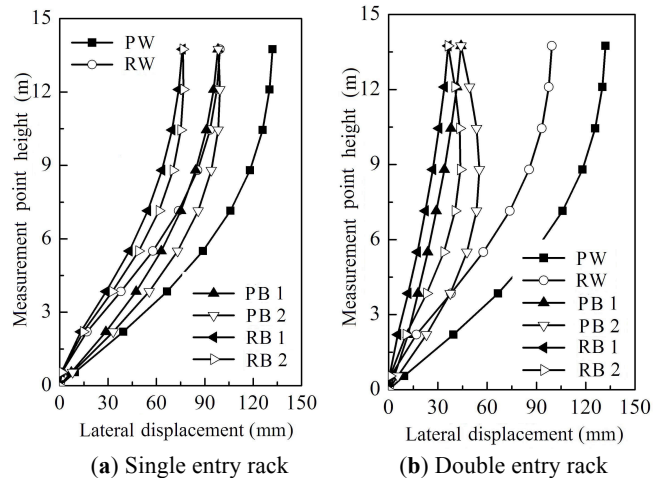 15
12
9
6
3
0
Measurement point height (m)
PW
RW
PB 1
PB 2
RB 1
RB 2
0 30 60 90 120 150
Lateral displacement (mm)
(a) Single entry rack
15
12
9
6
3
0
Measurement point height (m)
PW
RW
PB 1
PB 2
RB 1
RB 2
0 30 60 90 120 150
Lateral displacement (mm)
(b) Double entry rack